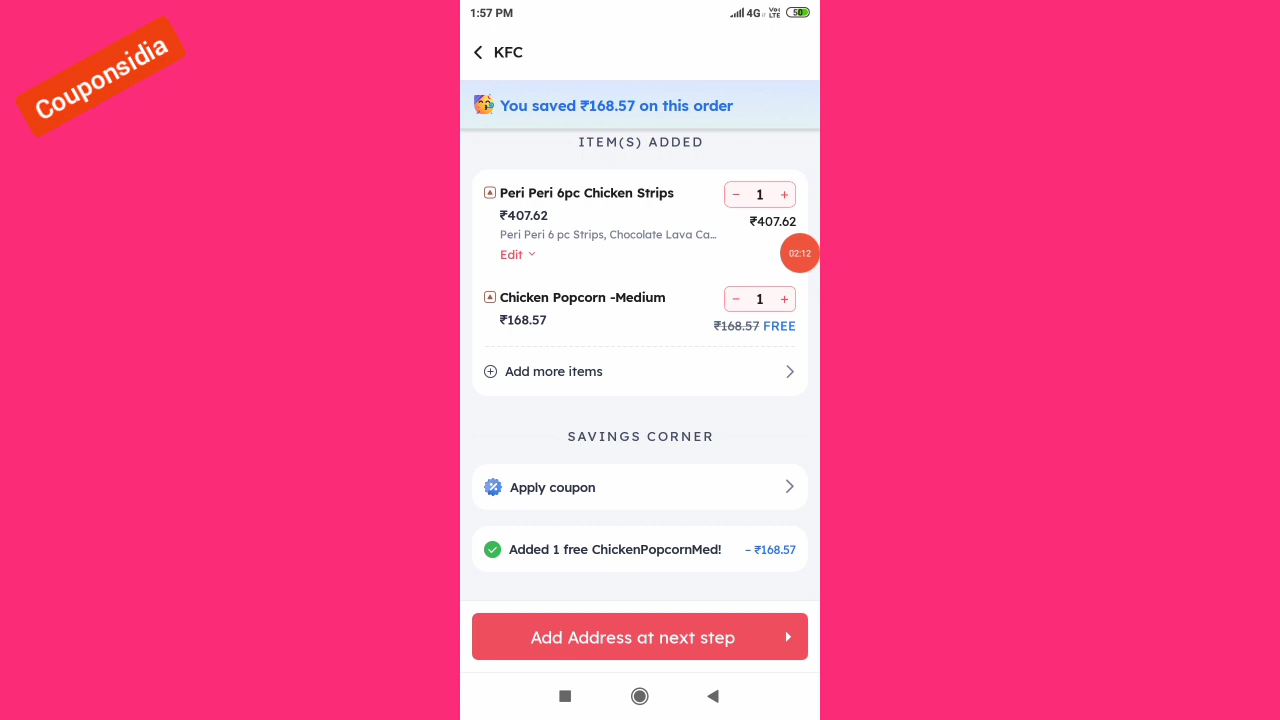 Couponsidia
1:57 PM
4G Vo) LTE 50
KFC
You saved ₹168.57 on this order
ITEM(S) ADDED
Peri Peri 6pc Chicken Strips
1
₹407.62
₹407.62
Peri Peri 6 pc Strips, Chocolate Lava Ca...
Edit
02:12
Chicken Popcorn -Medium
1
₹168.57
₹168.57 FREE
Add more items
SAVINGS CORNER
Apply coupon
Added 1 free ChickenPopcornMed! - ₹168.57
Add Address at next step